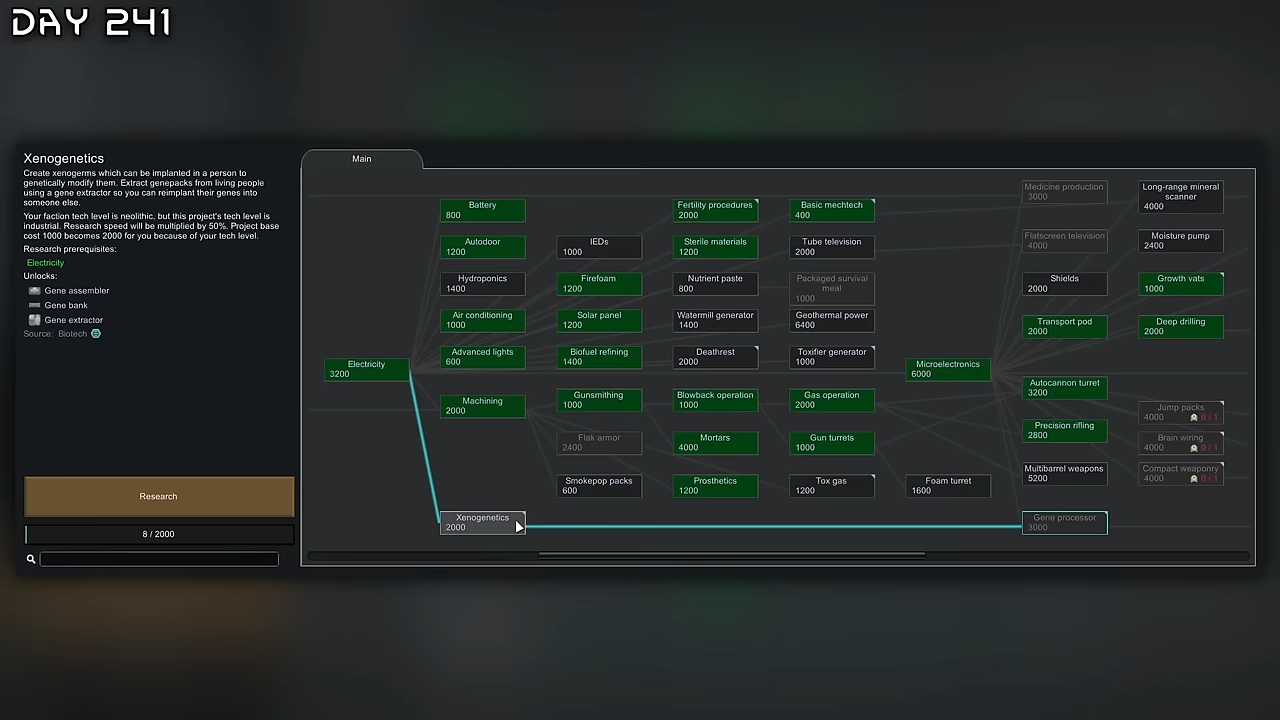 DAY 241
Xenogenetics
Create xenogerms which can be implanted in a person to
genetically modify them. Extract genepacks from living people
using a gene extractor so you can reimplant their genes into
someone else.
Your faction tech level is neolithic, but this project's tech level is
industrial. Research speed will be multiplied by 50%. Project base
cost 1000 becomes 2000 for you because of your tech level.
Research prerequisites:
Electricity
Unlocks:
Gene assembler
Gene bank
Gene extractor
Source: Biotech
Research
8 / 2000
Main
Electricity
3200
Battery
800
Autodoor
1200
Hydroponics
1400
Air conditioning
1000
Advanced lights
600
Machining
2000
Xenogenetics
2000
IEDs
1000
Firefoam
1200
Solar panel
1200
Biofuel refining
1400
Gunsmithing
1000
Flak armor
2400
Smokepop packs
600
Fertility procedures
2000
Sterile materials
1200
Nutrient paste
800
Watermill generator
1400
Deathrest
2000
Blowback operation
1000
Mortars
4000
Prosthetics
1200
Basic mechtech
400
Tube television
2000
Packaged survival
meal
1000
Geothermal power
6400
Toxifier generator
1000
Gas operation
2000
Gun turrets
1000
Tox gas
1200
Microelectronics
6000
Foam turret
1600
Medicine production
3000
Flatscreen television
4000
Shields
2000
Transport pod
2000
Autocannon turret
3200
Precision rifling
2800
Multibarrel weapons
5200
Gene processor
3000
Long-range mineral
scanner
4000
Moisture pump
2400
Growth vats
1000
Deep drilling
2000
Jump packs
4000 0 / 1
Brain wiring
4000 0 / 1
Compact weaponry
4000 0 / 1